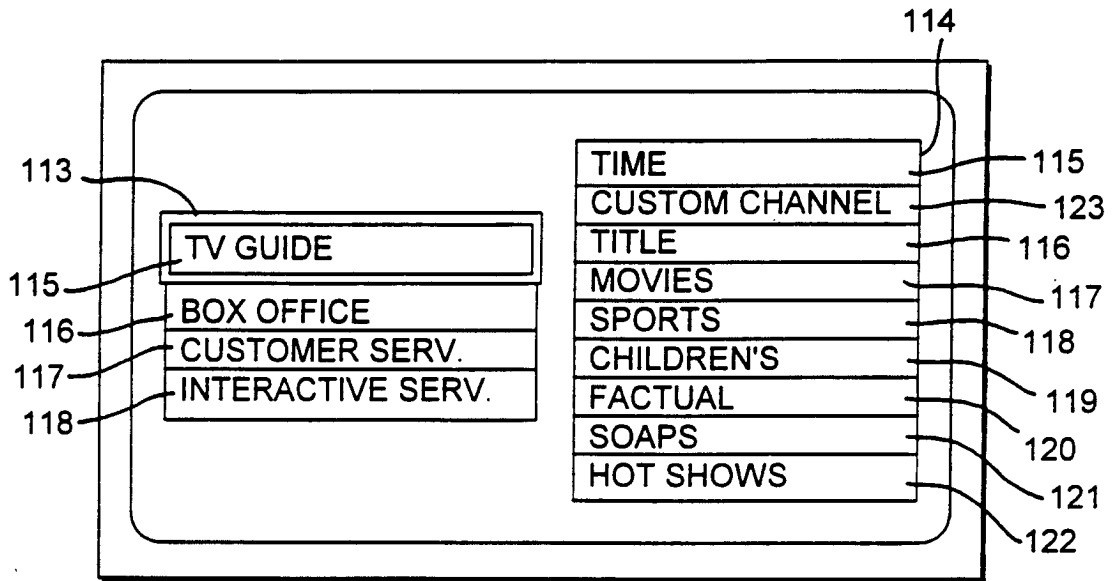 114
113
115
TV GUIDE
116
BOX OFFICE
117
CUSTOMER SERV.
118
INTERACTIVE SERV.
TIME
115
CUSTOM CHANNEL
123
TITLE
116
MOVIES
117
SPORTS
118
CHILDREN'S
119
FACTUAL
120
SOAPS
121
HOT SHOWS
122